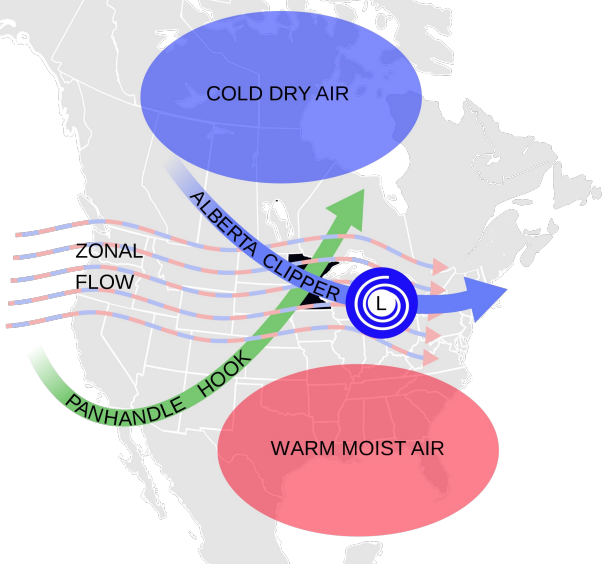 COLD DRY AIR
ALBERTA CLIPPER
ZONAL
FLOW
L
PANHANDLE HOOK
WARM MOIST AIR